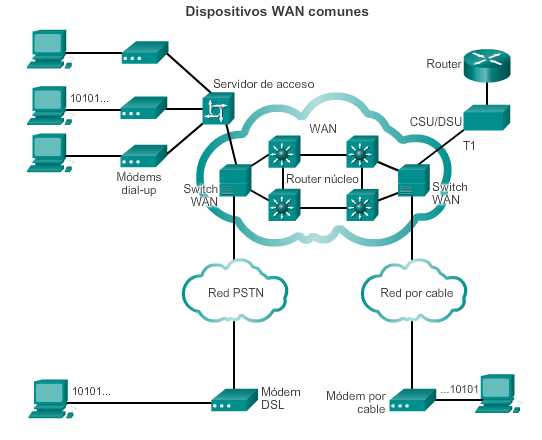 Dispositivos WAN comunes
Servidor de acceso
Router
10101...
WAN
CSU/DSU
T1
Módems
dial-up
Router núcleo
Switch
WAN
Switch
WAN
Red PSTN
Red por cable
10101...
Módem
DSL
Módem por
cable
...10101